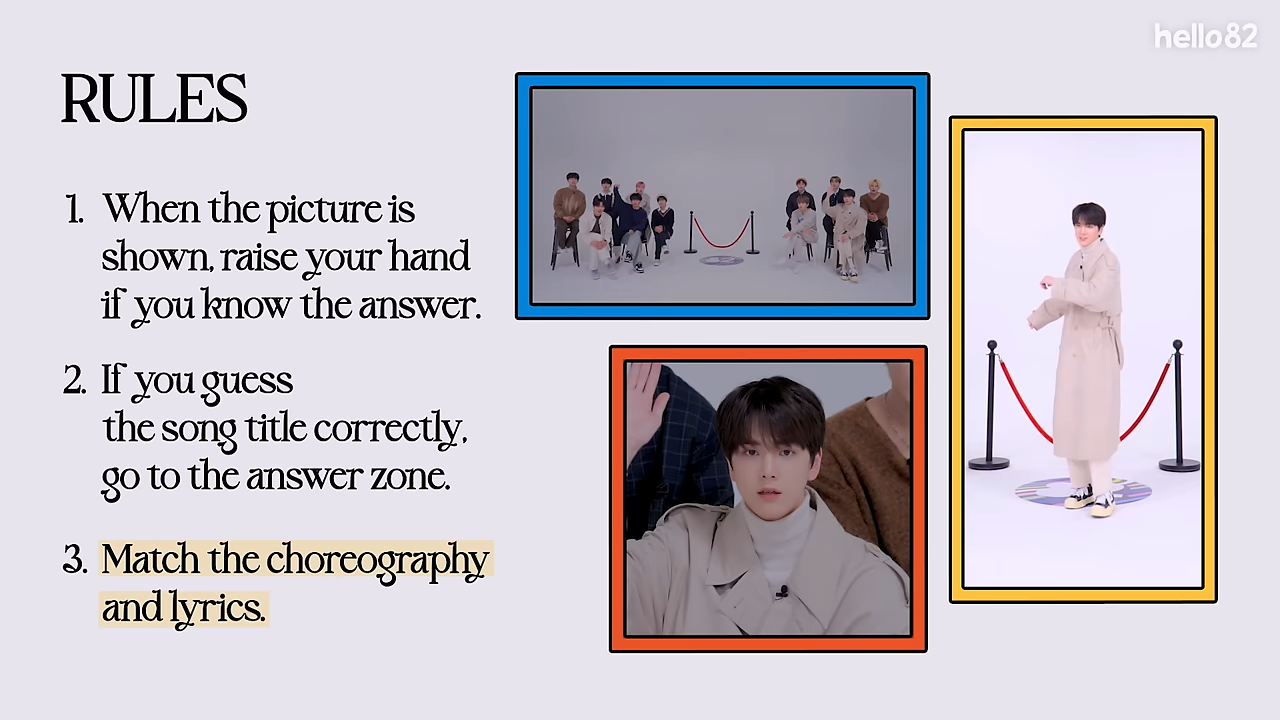 hello82
RULES
1. When the picture is
shown, raise your hand
if you know the answer.
2. If you guess
the song title correctly,
go to the answer zone.
3. Match the choreography
and lyrics.